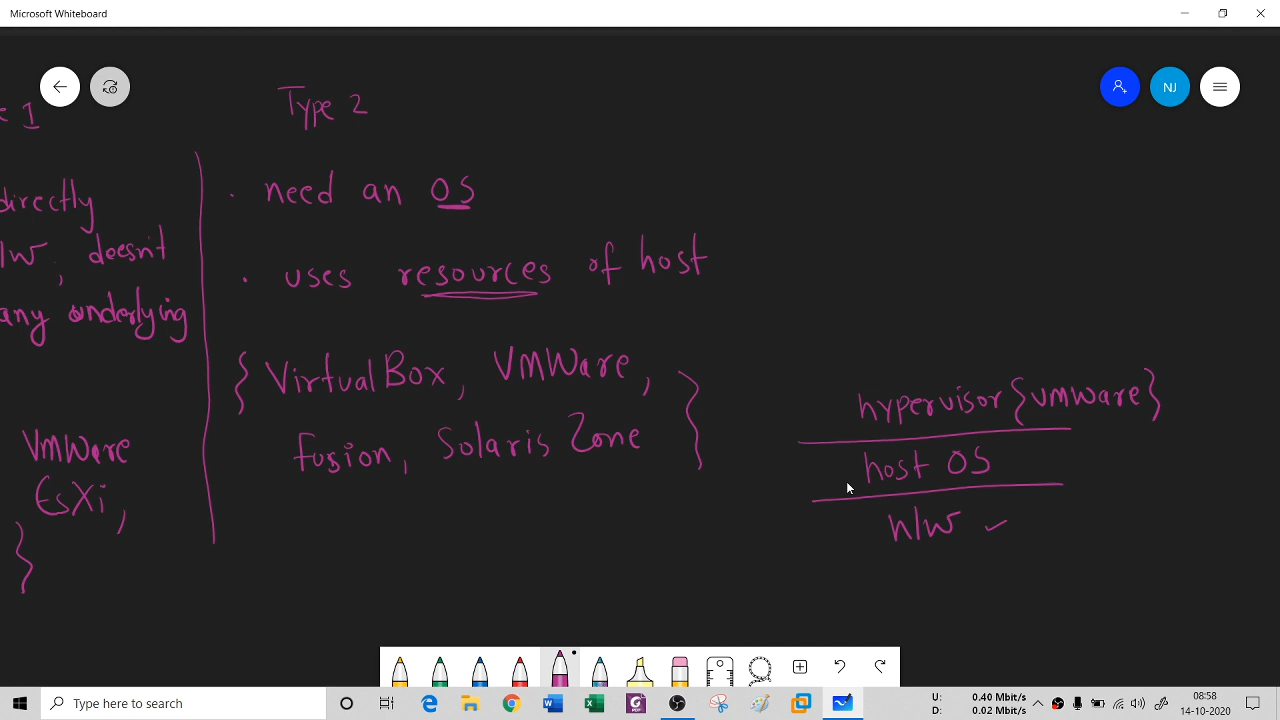 Microsoft Whiteboard
NJ
e 1
directly
h/w, doesn't
any underlying
VMWare
EsXi,
}
Type 2
· need an OS
· uses resources of host
{ VirtualBox, VMWare,
Fusion, Solaris Zone }
hypervisor {vmware}
host OS
h/w ✓
Type here to search
U: 0.40 Mbit/s
D: 0.02 Mbit/s
08:58
14-10-2020